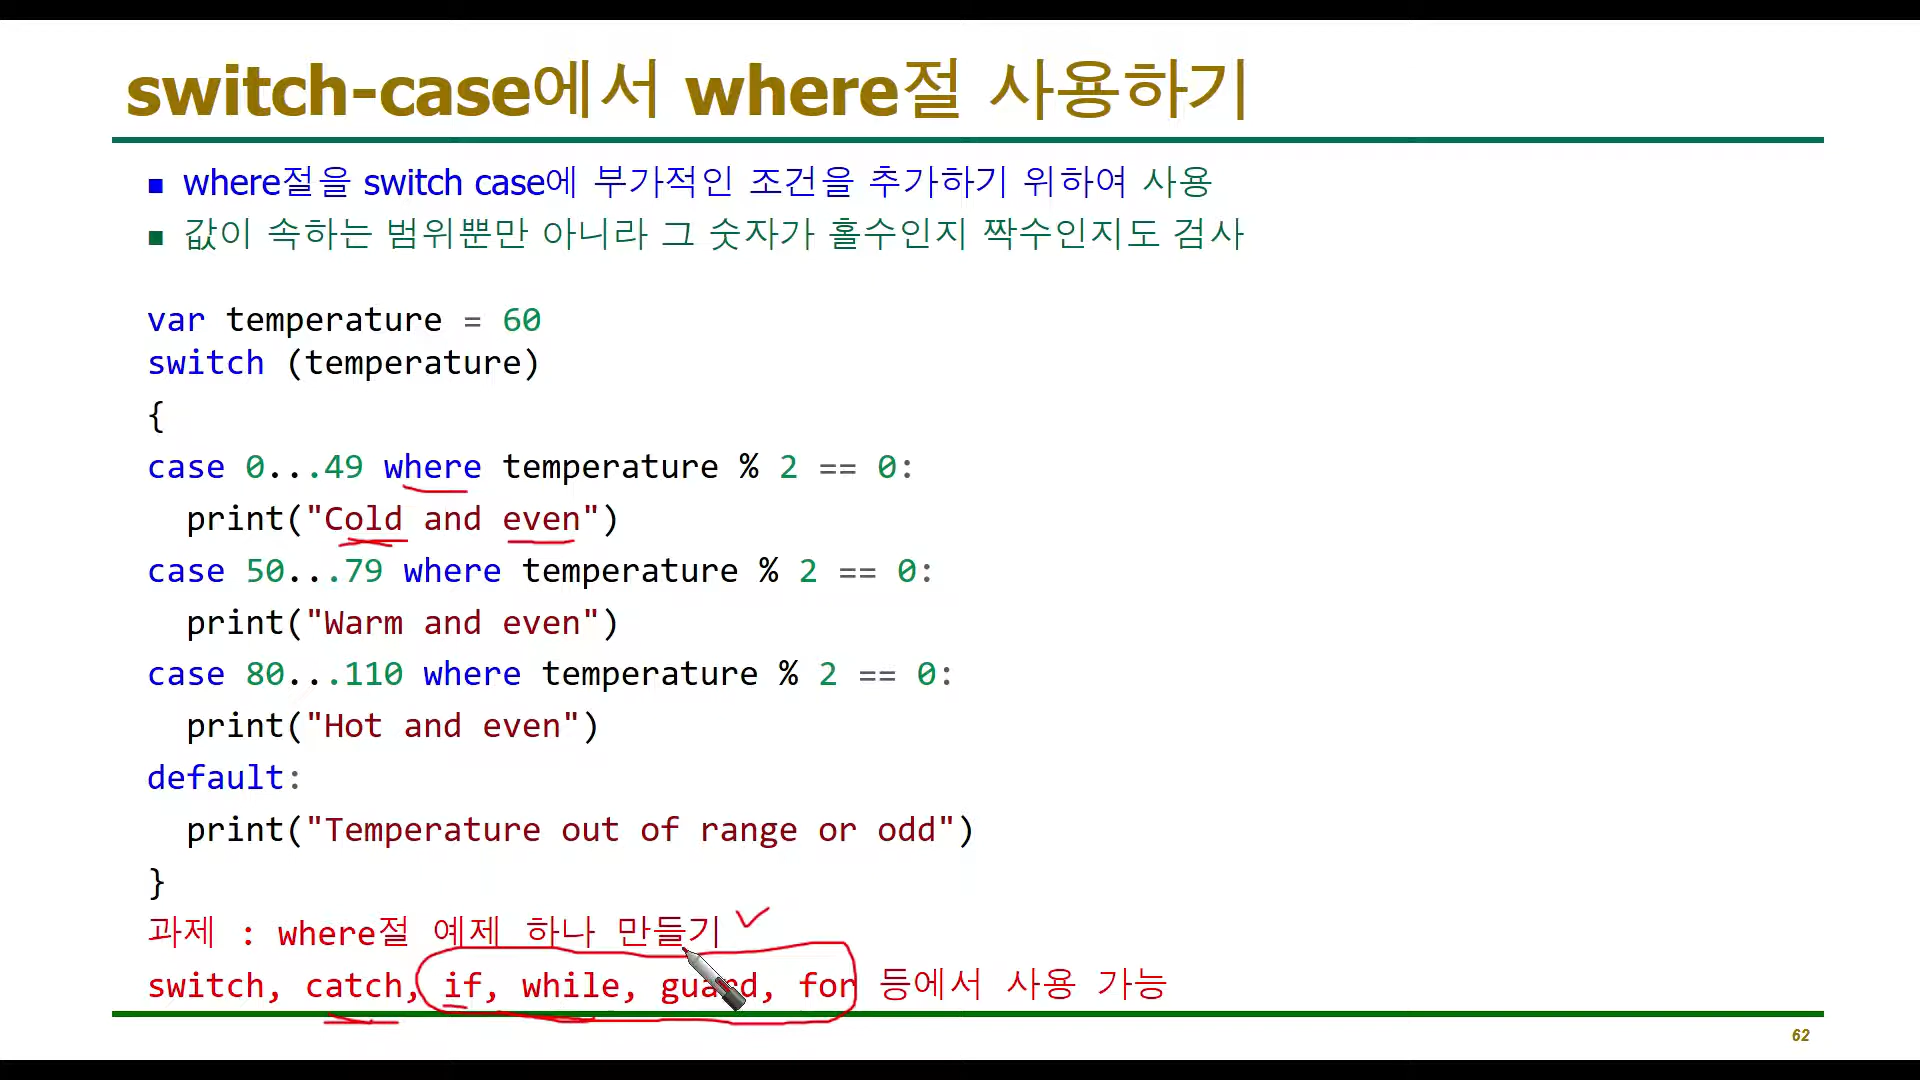 switch-case에서 where절 사용하기
where절을 switch case에 부가적인 조건을 추가하기 위하여 사용
값이 속하는 범위뿐만 아니라 그 숫자가 홀수인지 짝수인지도 검사
var temperature = 60
switch (temperature)
{
case 0...49 where temperature % 2 == 0:
print("Cold and even")
case 50...79 where temperature % 2 == 0:
print("Warm and even")
case 80...110 where temperature % 2 == 0:
print("Hot and even")
default:
print("Temperature out of range or odd")
}
과제 : where절 예제 하나 만들기
switch, catch, if, while, guard, for 등에서 사용 가능
62